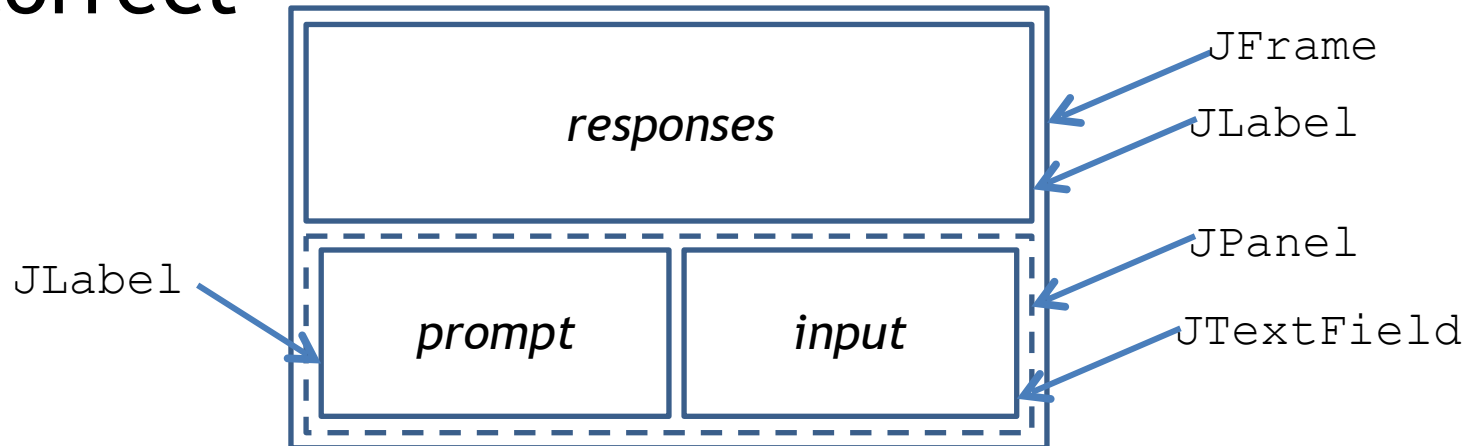 JFrame
responses
JLabel
JPanel
JLabel
prompt
input
JTextField